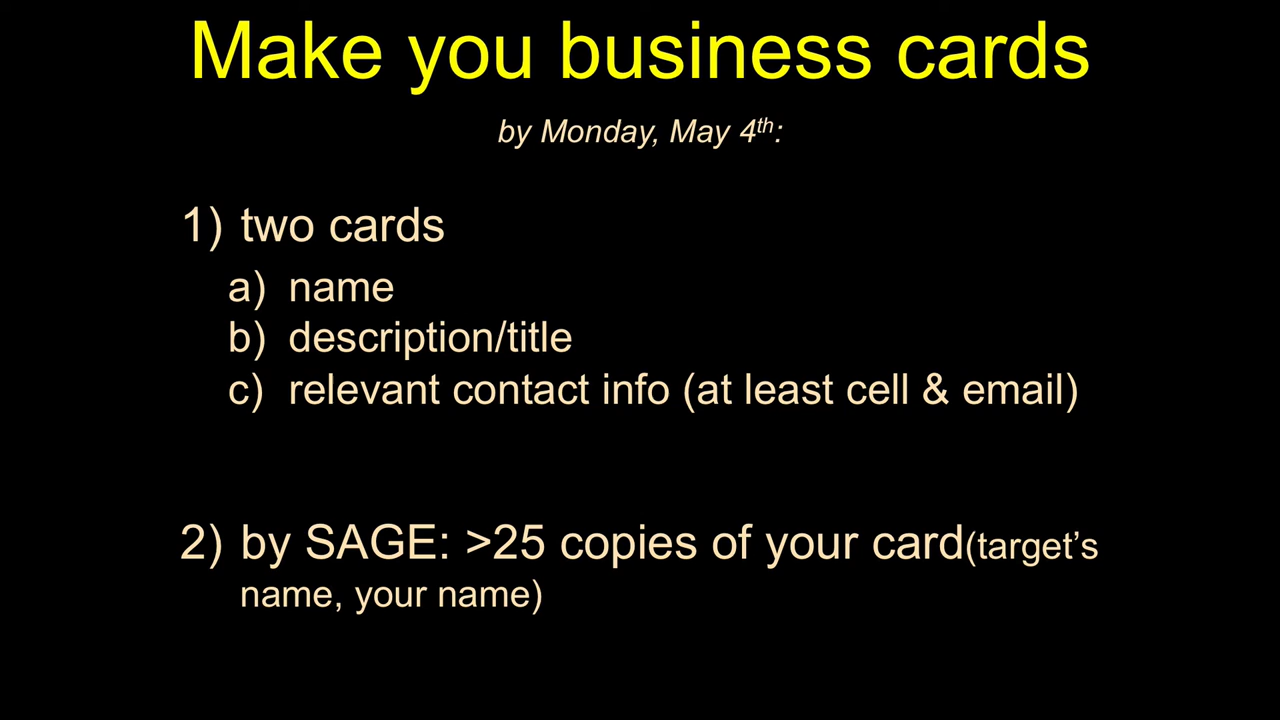 Make you business cards
by Monday, May 4th:
1) two cards
a) name
b) description/title
c) relevant contact info (at least cell & email)
2) by SAGE: >25 copies of your card(target’s
name, your name)